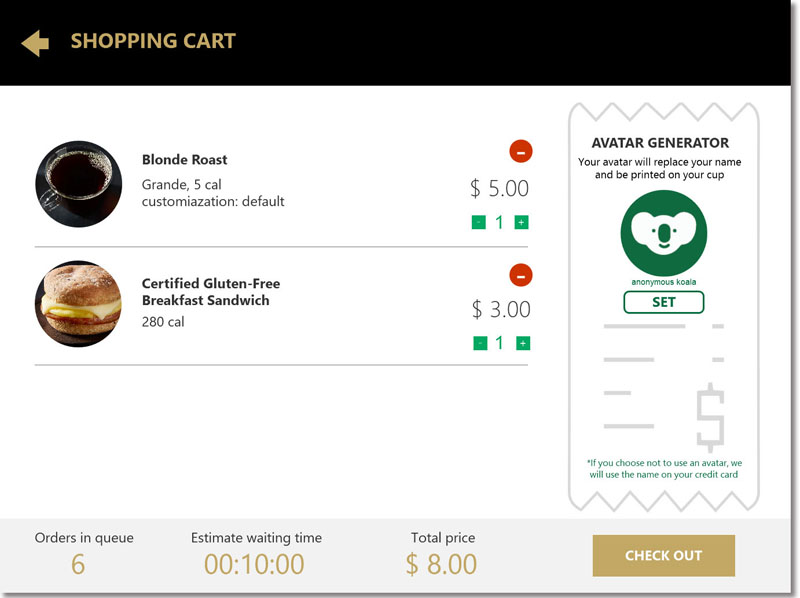 SHOPPING CART
Blonde Roast
Grande, 5 cal
customiazation: default
$ 5.00
- 1 +
Certified Gluten-Free
Breakfast Sandwich
280 cal
$ 3.00
- 1 +
AVATAR GENERATOR
Your avatar will replace your name
and be printed on your cup
anonymous koala
SET
$
*If you choose not to use an avatar, we
will use the name on your credit card
Orders in queue
6
Estimate waiting time
00:10:00
Total price
$ 8.00
CHECK OUT